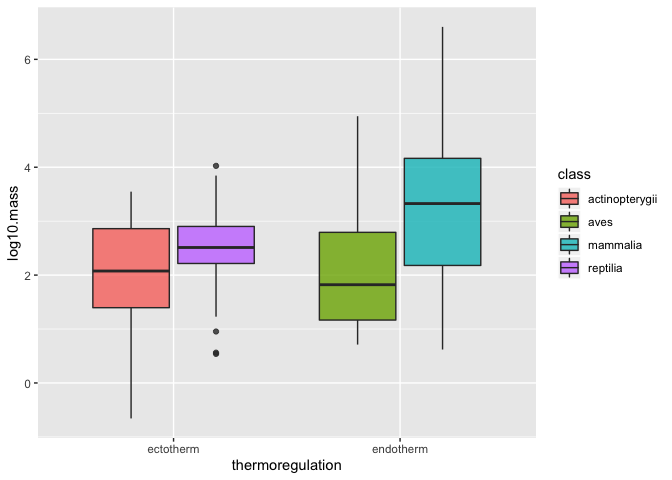 log10.mass
6
4
2
0
ectotherm endotherm
thermoregulation
class
actinopterygii
aves
mammalia
reptilia